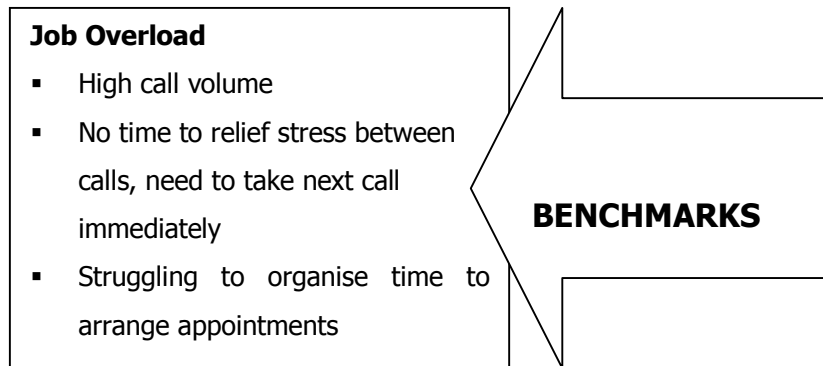 Job Overload
▪ High call volume
▪ No time to relief stress between
calls, need to take next call
immediately
▪ Struggling to organise time to
arrange appointments
BENCHMARKS